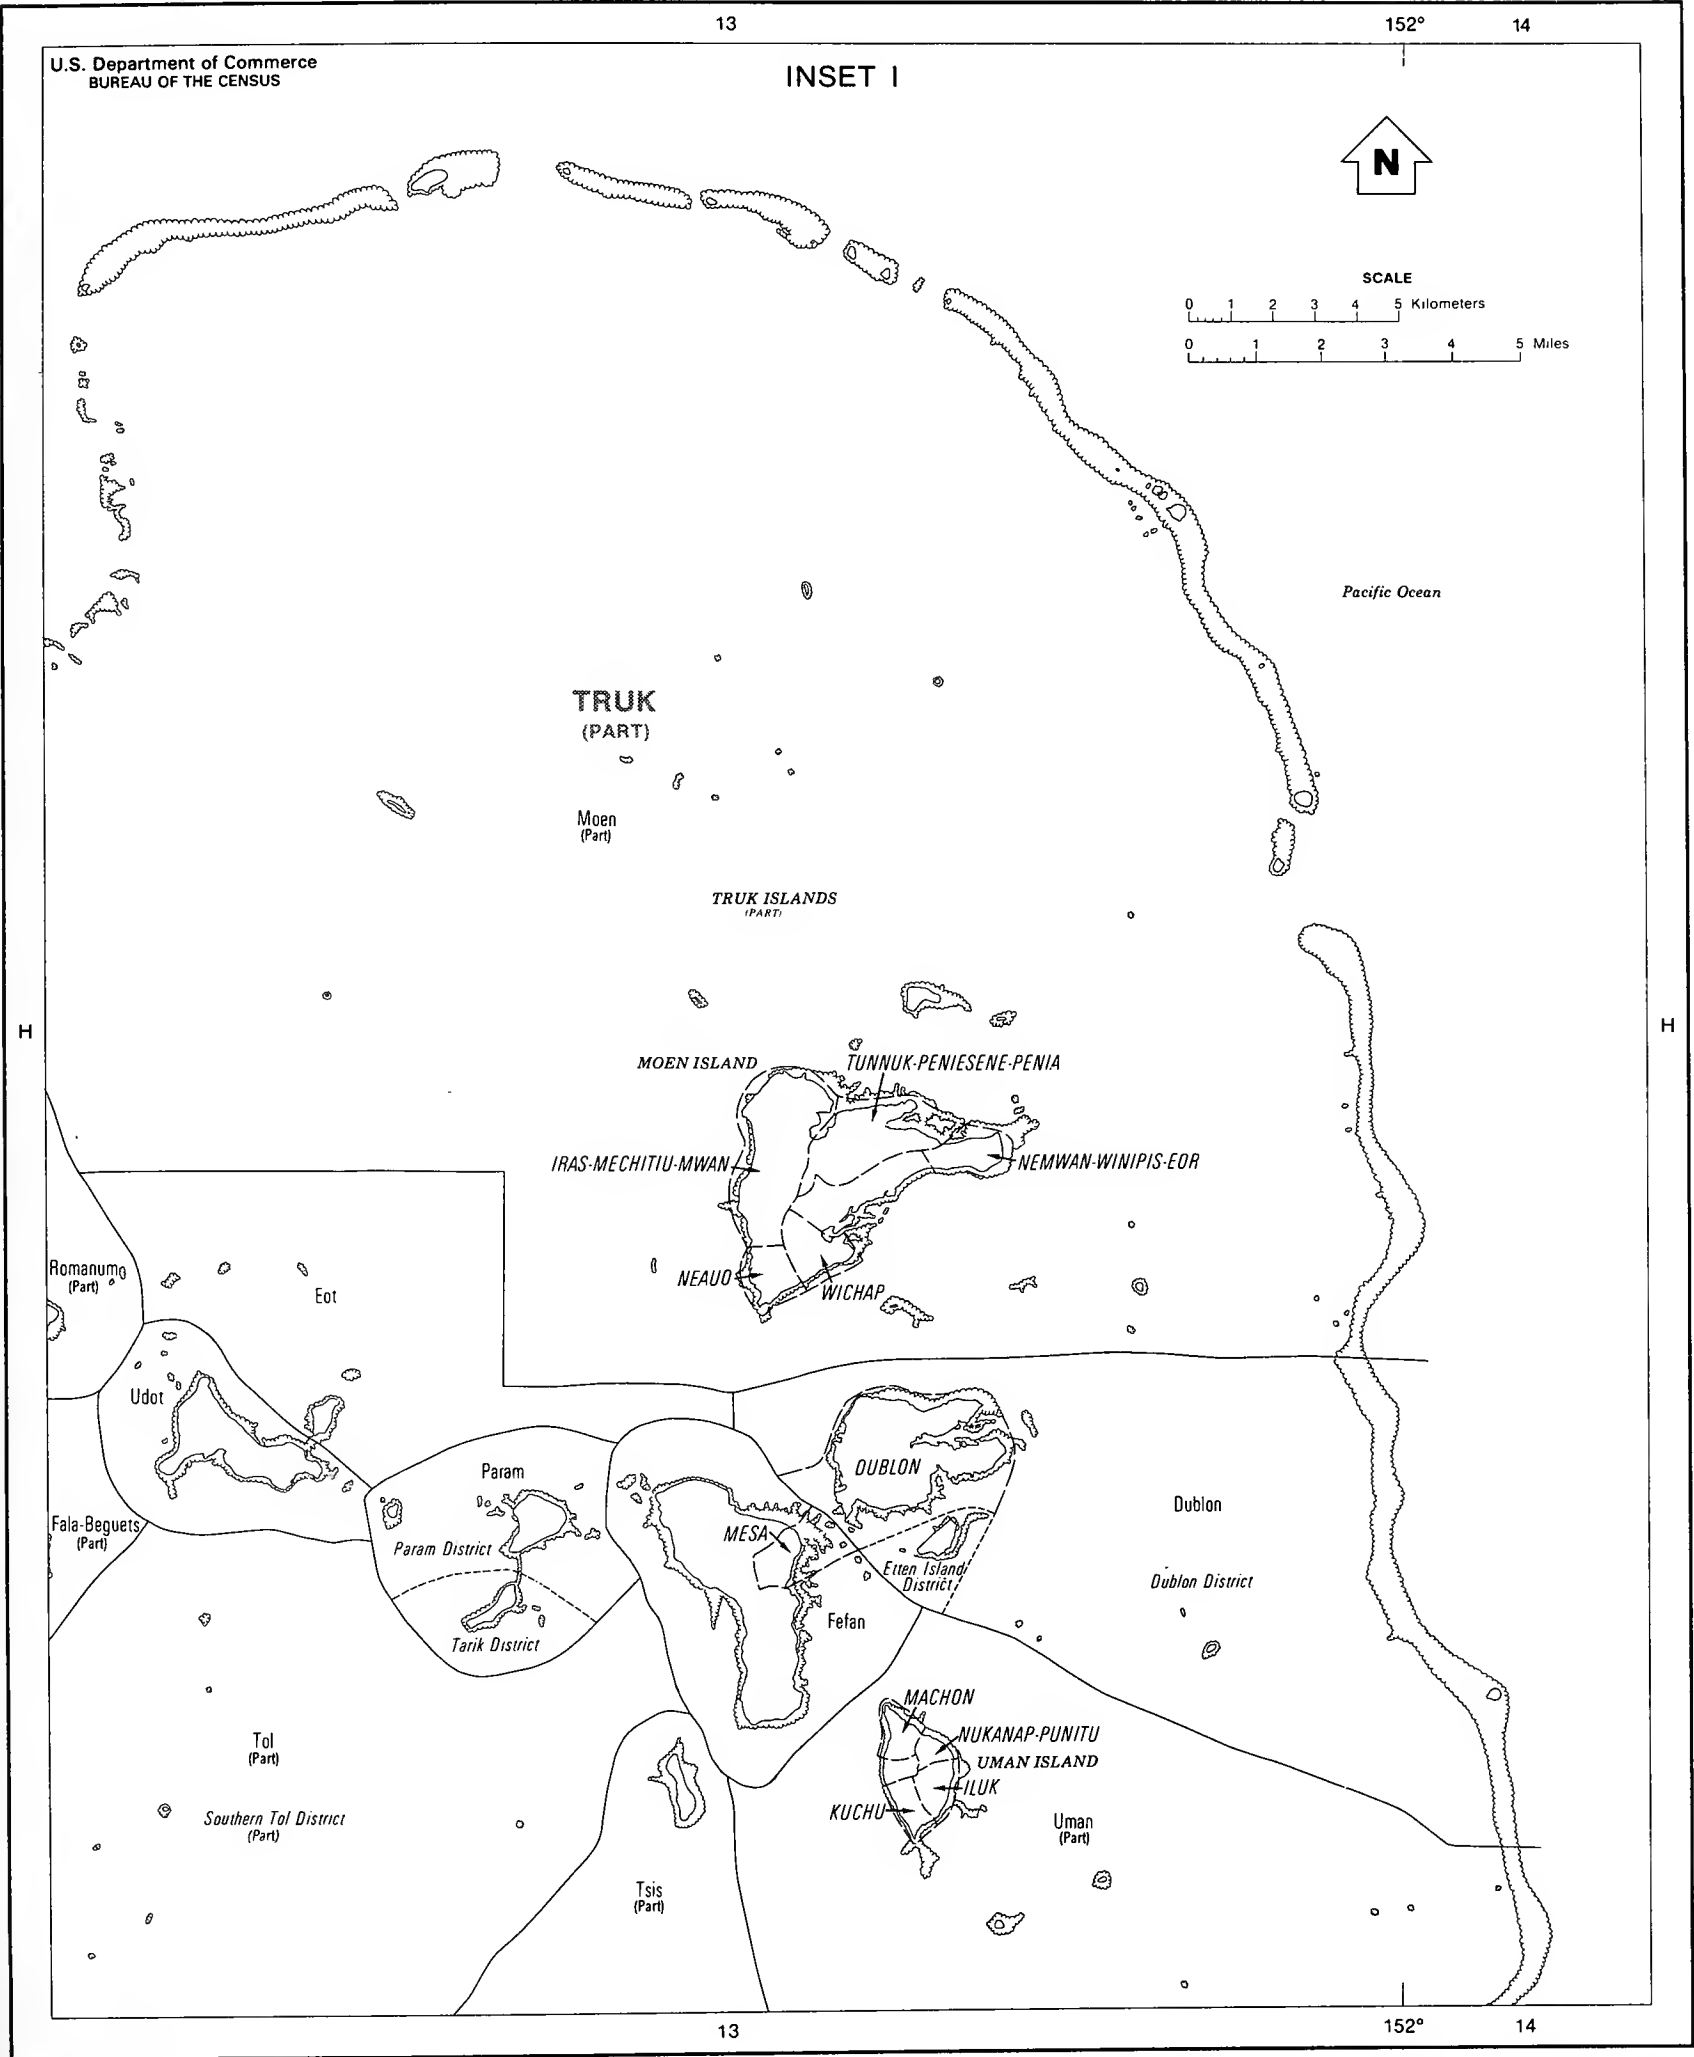 13
152°
14
U.S. Department of Commerce
BUREAU OF THE CENSUS
INSET I
N
SCALE
0 1 2 3 4 5 Kilometers
0 1 2 3 4 5 Miles
Pacific Ocean
TRUK
(PART)
Moen
(Part)
TRUK ISLANDS
(PART)
H
H
MOEN ISLAND
TUNNUK-PENIESENE-PENIA
IRAS-MECHITIU-MWAN
NEMWAN-WINIPIS-EOR
NEAUO
WICHAP
Romanum
(Part)
Eot
Udot
Param
DUBLON
Dublon
Fala-Beguets
(Part)
MESA
Param District
Etten Island
District
Dublon District
Fefan
Tarik District
MACHON
NUKANAP-PUNITU
UMAN ISLAND
ILUK
KUCHU
Tol
(Part)
Southern Tol District
(Part)
Uman
(Part)
Tsis
(Part)
13
152°
14